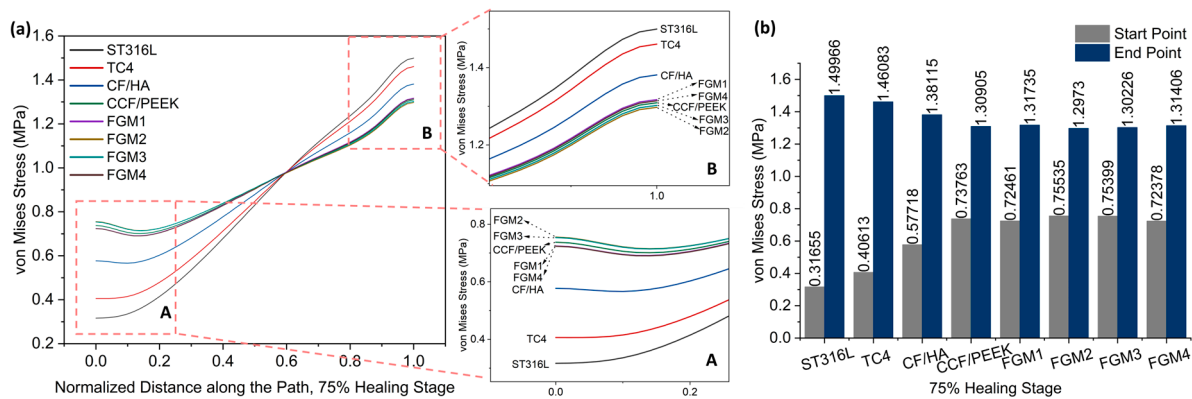 (a)
von Mises Stress (MPa)
1.6
1.4
1.2
1.0
0.8
0.6
0.4
0.2
ST316L
TC4
CF/HA
CCF/PEEK
FGM1
FGM2
FGM3
FGM4
B
A
0.0 0.2 0.4 0.6 0.8 1.0
Normalized Distance along the Path, 75% Healing Stage
von Mises Stress (MPa)
1.4
1.2
ST316L
TC4
CF/HA
FGM1
FGM4
CCF/PEEK
FGM3
FGM2
B
1.0
von Mises Stress (MPa)
0.8
0.6
0.4
FGM2
FGM3
CCF/PEEK
FGM1
FGM4
CF/HA
TC4
ST316L
A
0.0 0.2
(b)
Start Point
End Point
von Mises Stress (MPa)
1.8
1.6
1.4
1.2
1.0
0.8
0.6
0.4
0.2
0.0
0.31655 1.49966
0.40613 1.46083
0.57718 1.38115
0.73763 1.30905
0.72461 1.31735
0.75535 1.2973
0.75399 1.30226
0.72378 1.31406
ST316L TC4 CF/HA CCF/PEEK FGM1 FGM2 FGM3 FGM4
75% Healing Stage